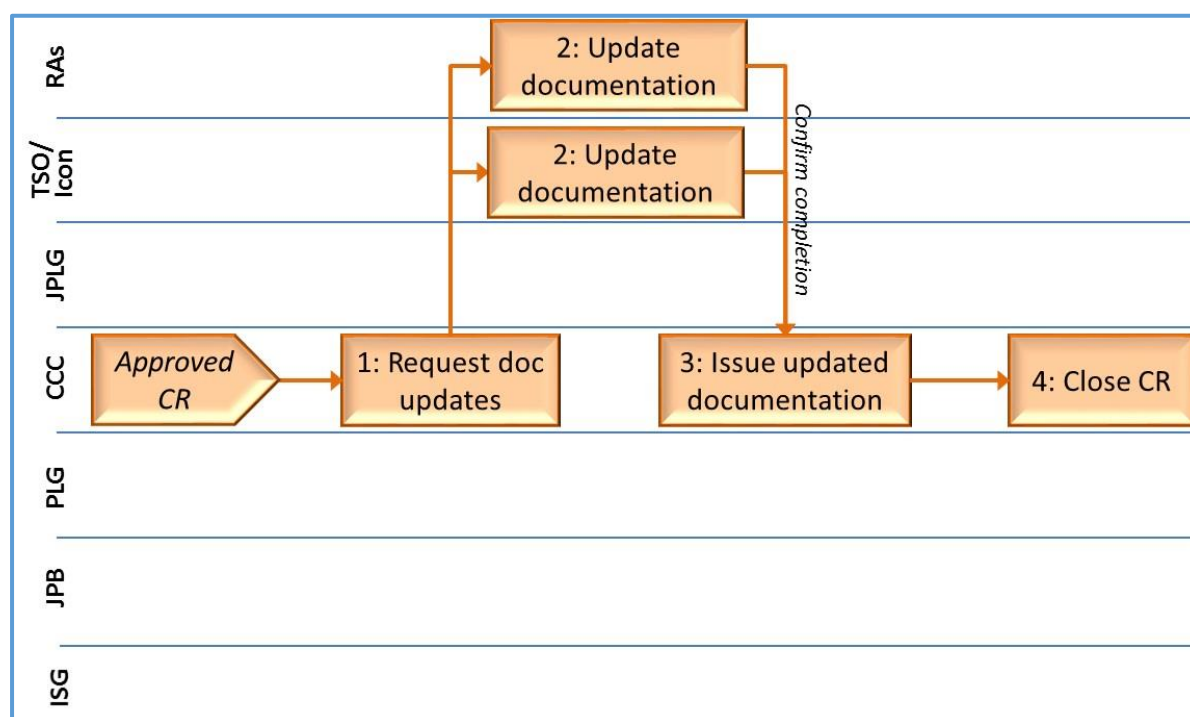 RAs
2: Update
documentation
TSO/
Icon
2: Update
documentation
Confirm completion
JPLG
CCC
Approved
CR
1: Request doc
updates
3: Issue updated
documentation
4: Close CR
PLG
JPB
ISG